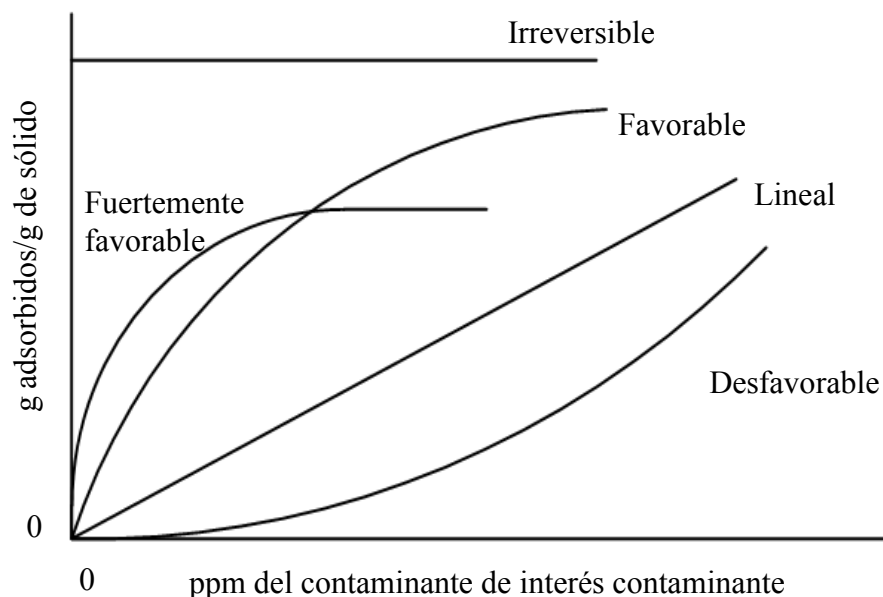 Irreversible
Favorable
Fuertemente
favorable
Lineal
Desfavorable
g adsorbidos/g de sólido
0
0
ppm del contaminante de interés contaminante